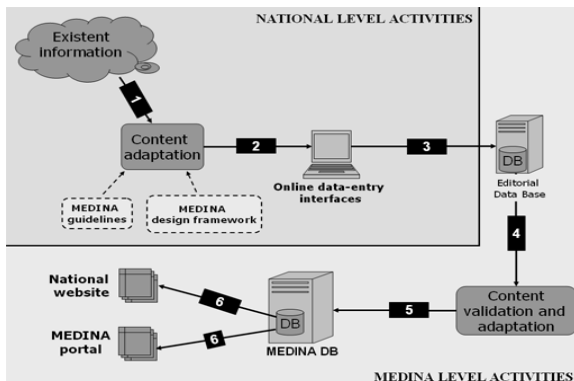 NATIONAL LEVEL ACTIVITIES
Existent
information
1
Content
adaptation
2
Online data-entry
interfaces
3
DB
Editorial
Data Base
MEDINA
guidelines
MEDINA
design framework
4
National
website
6
DB
MEDINA DB
5
Content
validation and
adaptation
MEDINA
portal
6
MEDINA LEVEL ACTIVITIES